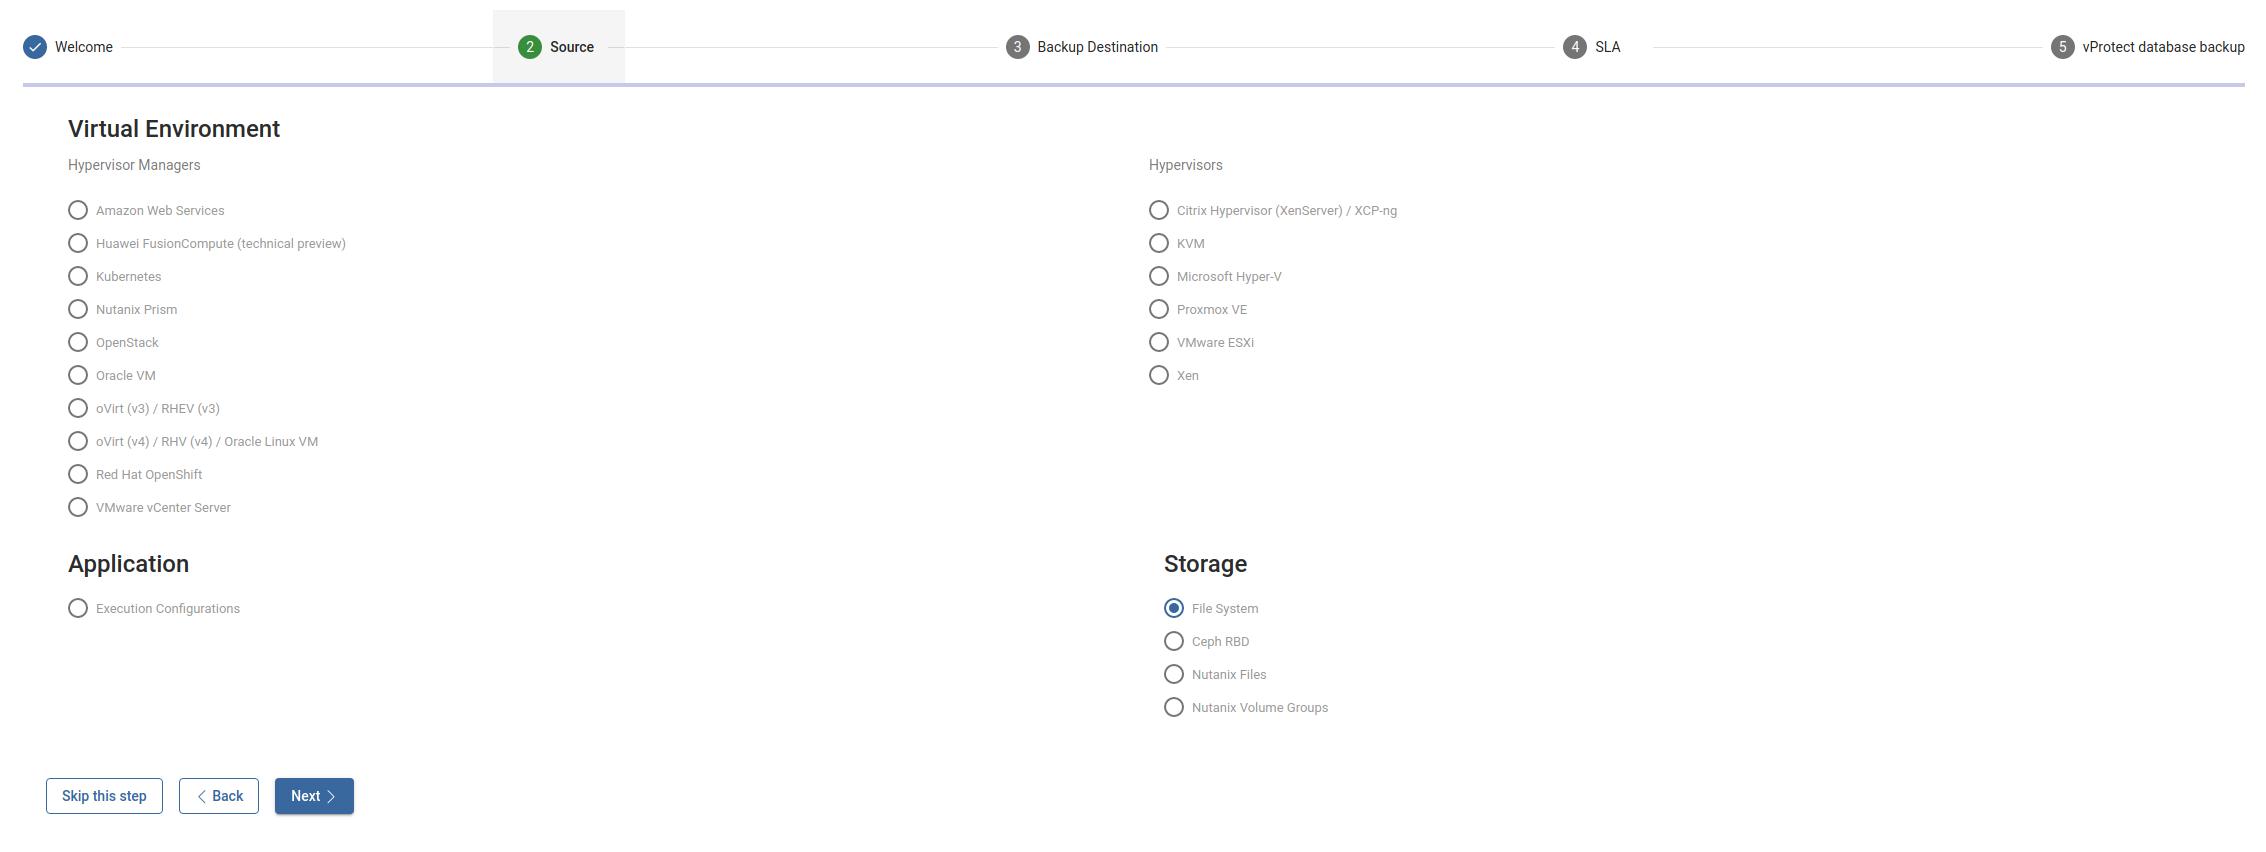 Welcome
2 Source
3 Backup Destination
4 SLA
5 vProtect database backup
Virtual Environment
Hypervisor Managers
Amazon Web Services
Huawei FusionCompute (technical preview)
Kubernetes
Nutanix Prism
OpenStack
Oracle VM
oVirt (v3) / RHEV (v3)
oVirt (v4) / RHV (v4) / Oracle Linux VM
Red Hat OpenShift
VMware vCenter Server
Hypervisors
Citrix Hypervisor (XenServer) / XCP-ng
KVM
Microsoft Hyper-V
Proxmox VE
VMware ESXi
Xen
Application
Execution Configurations
Storage
File System
Ceph RBD
Nutanix Files
Nutanix Volume Groups
Skip this step
Back
Next